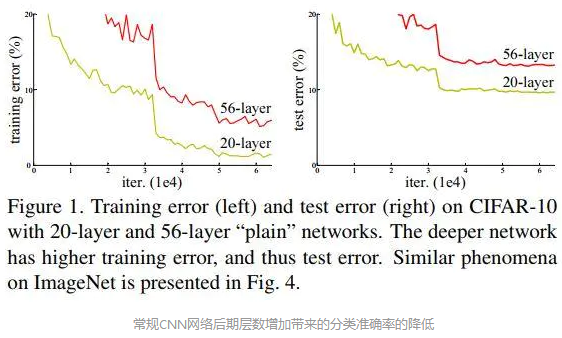 20
10
0
training error (%)
56-layer
20-layer
0 1 2 3 4 5 6
iter. (1e4)
20
10
0
test error (%)
56-layer
20-layer
0 1 2 3 4 5 6
iter. (1e4)
Figure 1. Training error (left) and test error (right) on CIFAR-10
with 20-layer and 56-layer “plain” networks. The deeper network
has higher training error, and thus test error. Similar phenomena
on ImageNet is presented in Fig. 4.
常规CNN网络后期层数增加带来的分类准确率的降低